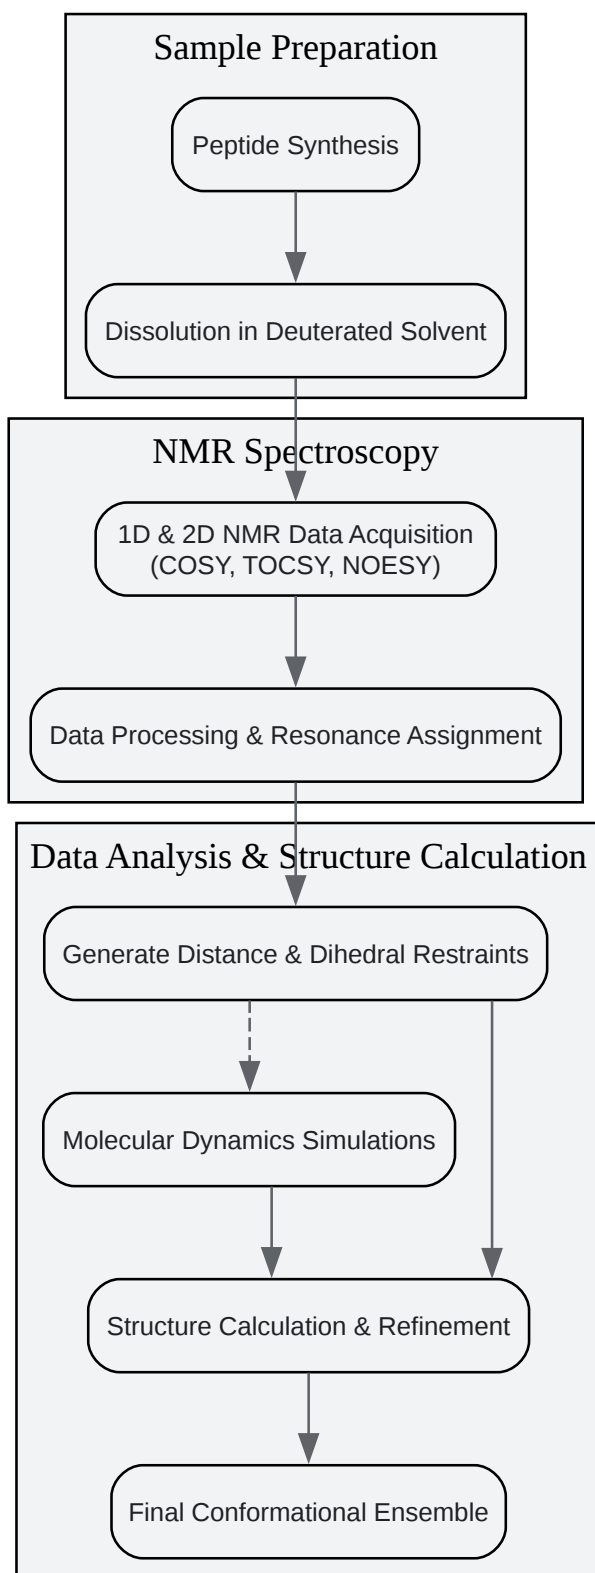 Sample Preparation
Peptide Synthesis
Dissolution in Deuterated Solvent
NMR Spectroscopy
1D & 2D NMR Data Acquisition
(COSY, TOCSY, NOESY)
Data Processing & Resonance Assignment
Data Analysis & Structure Calculation
Generate Distance & Dihedral Restraints
Molecular Dynamics Simulations
Structure Calculation & Refinement
Final Conformational Ensemble